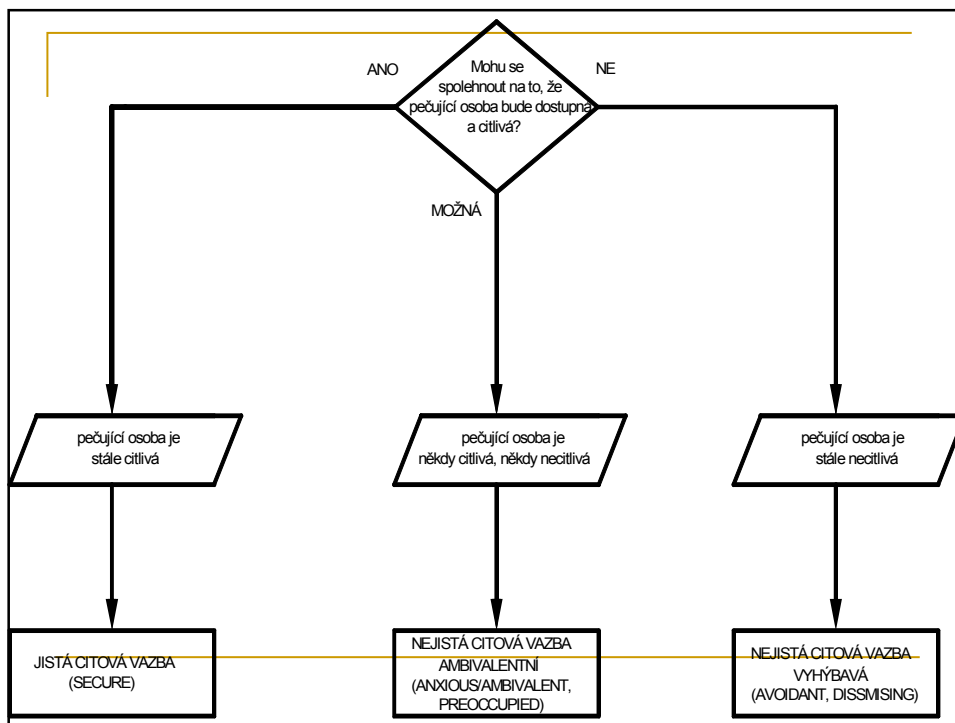 Mohu se
spolehnout na to, že
pečující osoba bude dostupná
a citlivá?
ANO
NE
MOŽNÁ
pečující osoba je
stále citlivá
pečující osoba je
někdy citlivá, někdy necitlivá
pečující osoba je
stále necitlivá
JISTÁ CITOVÁ VAZBA
(SECURE)
NEJISTÁ CITOVÁ VAZBA
AMBIVALENTNÍ
(ANXIOUS/AMBIVALENT,
PREOCCUPIED)
NEJISTÁ CITOVÁ VAZBA
VYHÝBAVÁ
(AVOIDANT, DISSMISING)